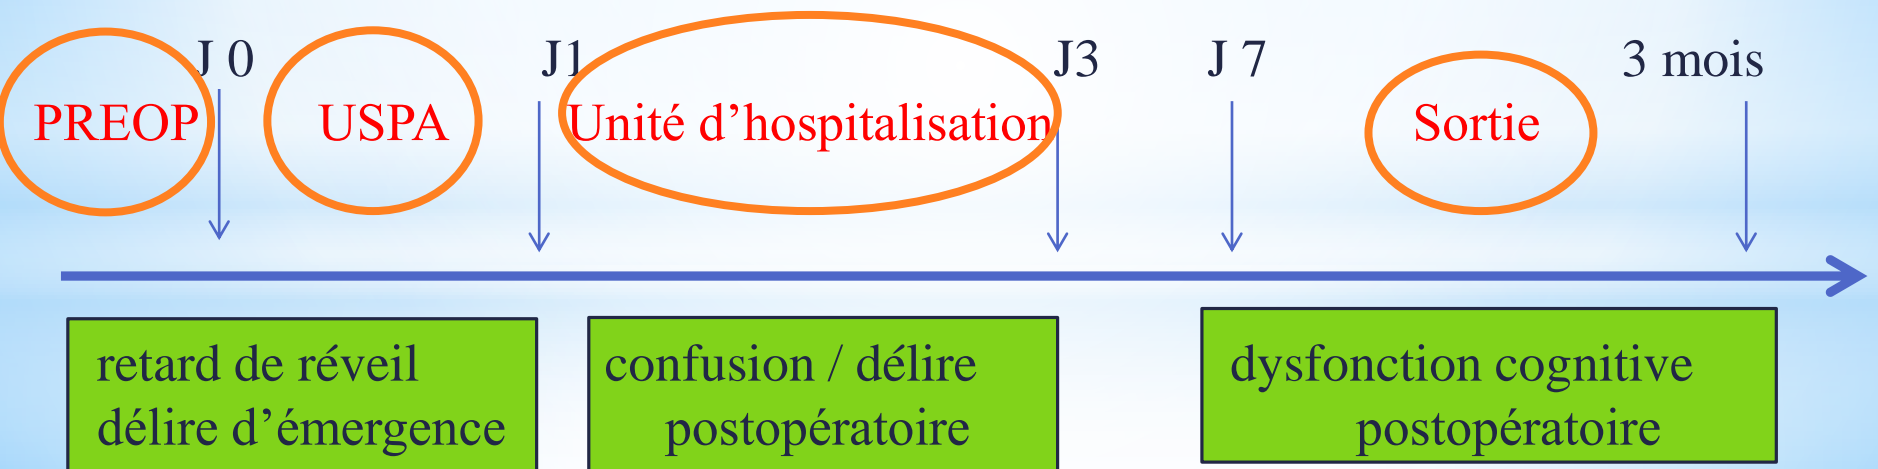 J 0 J1 J3 J 7 3 mois
PREOP USPA Unité d’hospitalisation Sortie
retard de réveil
délire d’émergence
confusion / délire
postopératoire
dysfonction cognitive
postopératoire